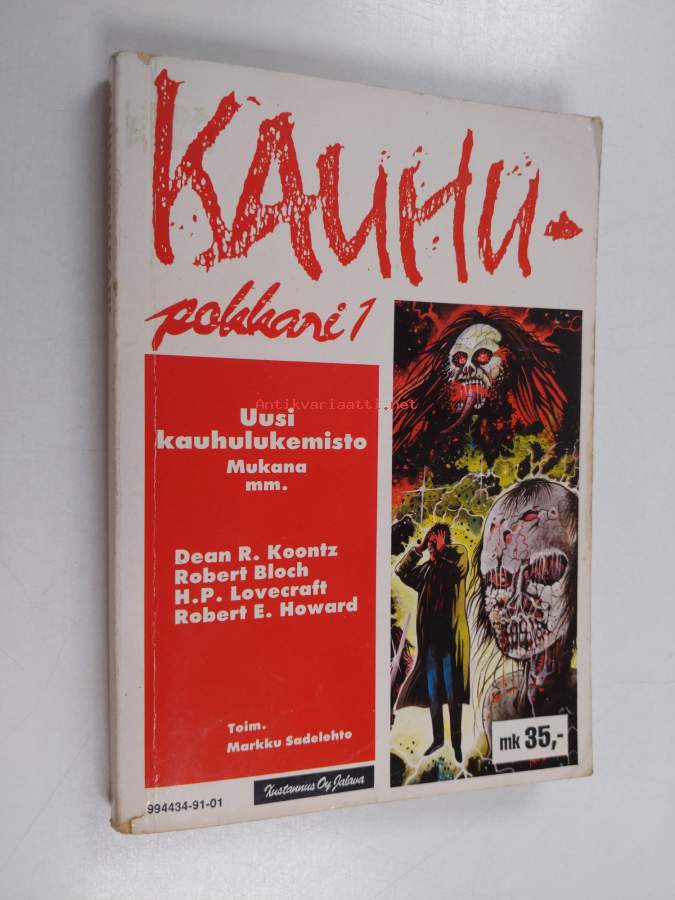 KAUHU-
pokkari 1
Antikvariaatti.net
Uusi
kauhulukemisto
Mukana
mm.
Dean R. Koontz
Robert Bloch
H.P. Lovecraft
Robert E. Howard
Toim.
Markku Sadelehto
mk 35,-
Kustannus Oy Jalava
994434-91-01